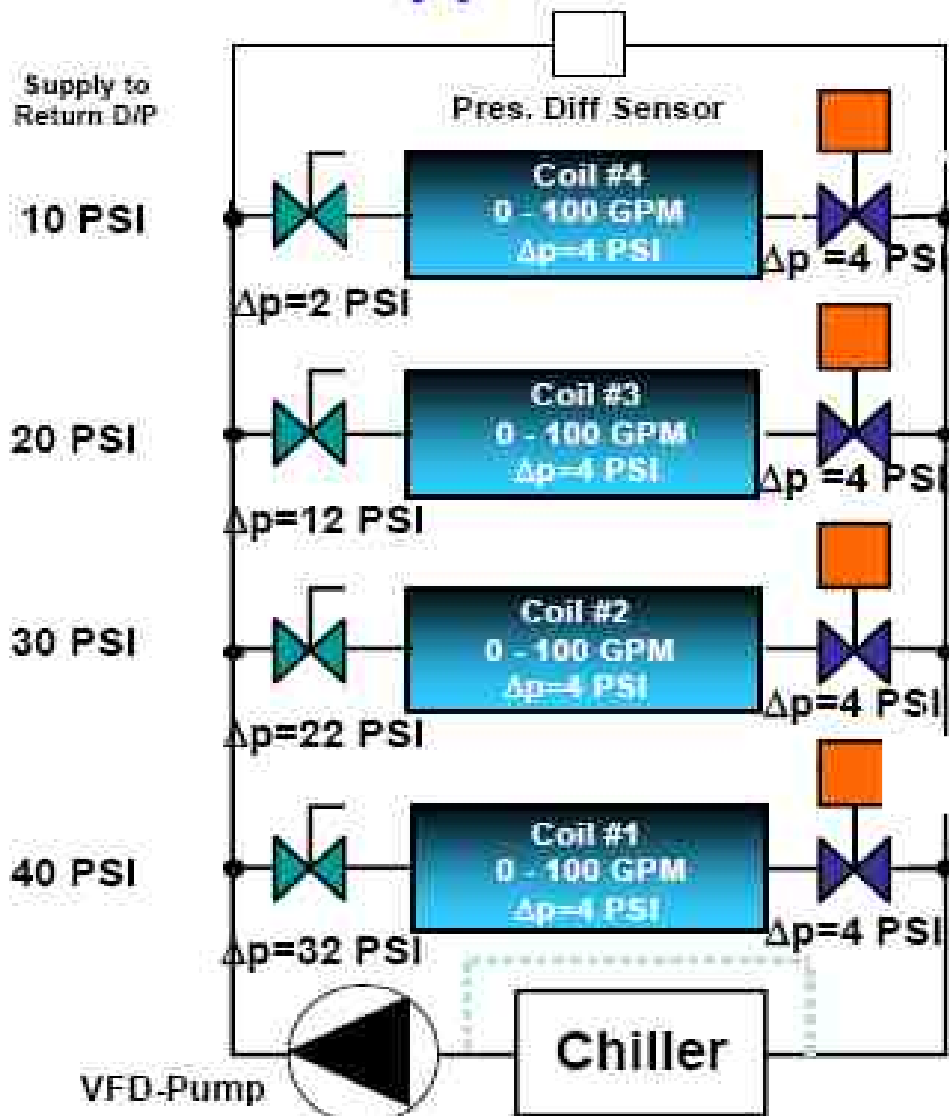 Supply to
Return D/P
Pres. Diff Sensor
10 PSI
Coil #4
0 - 100 GPM
Δp=4 PSI
Δp =4 PSI
Δp=2 PSI
20 PSI
Coil #3
0 - 100 GPM
Δp=4 PSI
Δp =4 PSI
Δp=12 PSI
30 PSI
Coil #2
0 - 100 GPM
Δp=4 PSI
Δp=4 PSI
Δp=22 PSI
40 PSI
Coil #1
0 - 100 GPM
Δp=4 PSI
Δp=4 PSI
Δp=32 PSI
Chiller
VFD-Pump